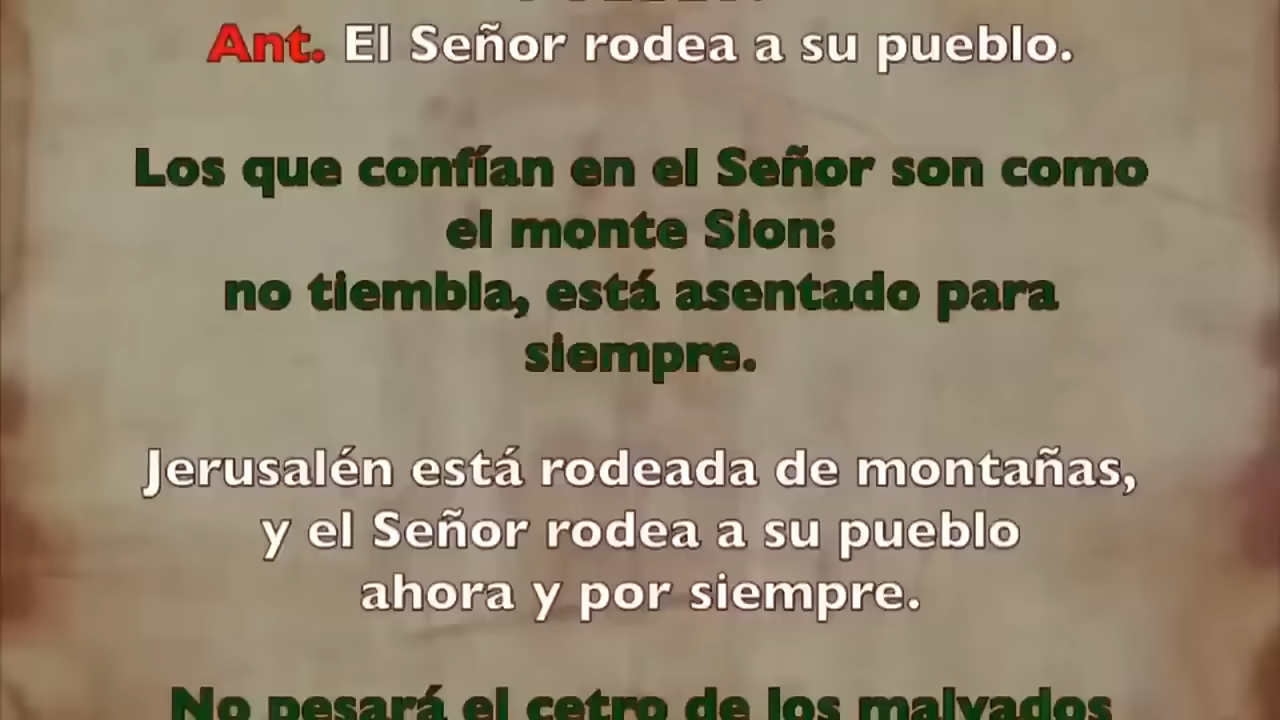 Ant. El Señor rodea a su pueblo.
Los que confían en el Señor son como
el monte Sion:
no tiembla, está asentado para
siempre.
Jerusalén está rodeada de montañas,
y el Señor rodea a su pueblo
ahora y por siempre.
No pesará el cetro de los malvados